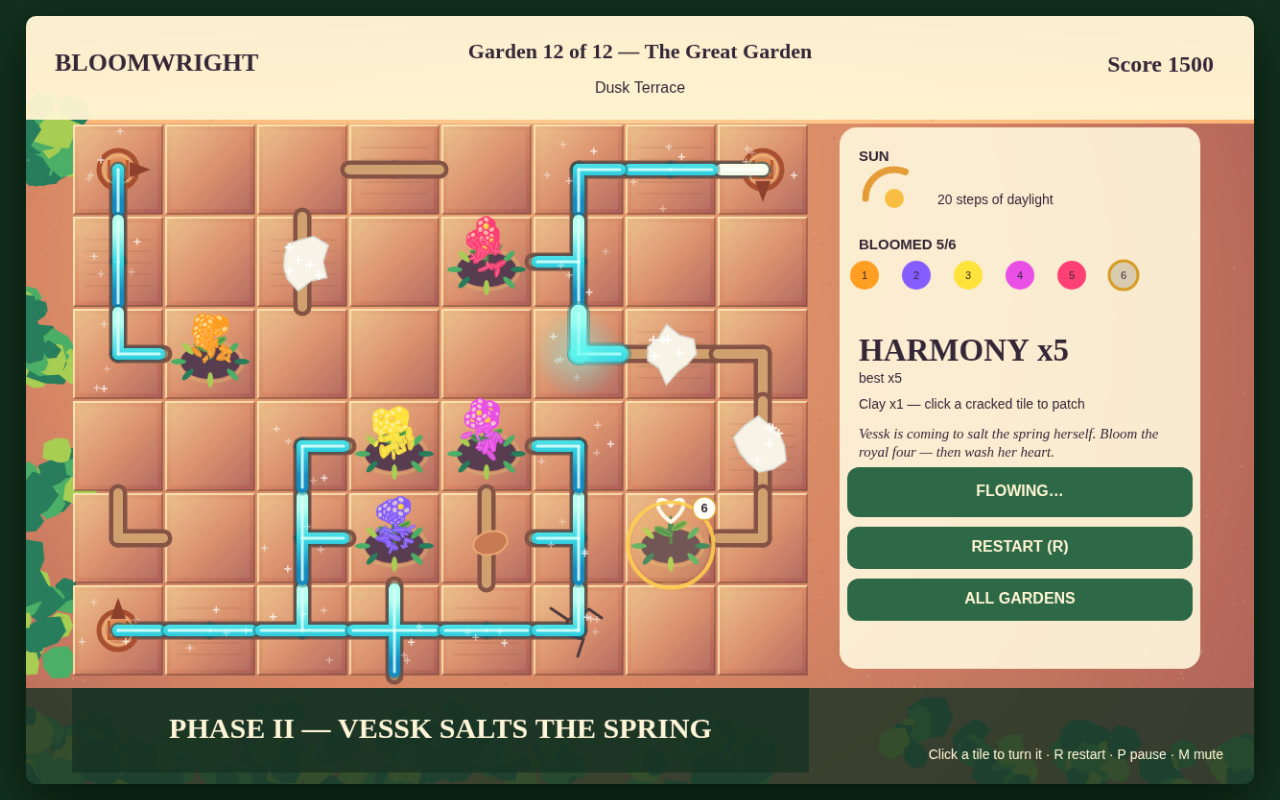 BLOOMWRIGHT
Garden 12 of 12 — The Great Garden
Dusk Terrace
Score 1500
SUN
20 steps of daylight
BLOOMED 5/6
1 2 3 4 5 6
HARMONY x5
best x5
Clay x1 — click a cracked tile to patch
Vessk is coming to salt the spring herself. Bloom the
royal four — then wash her heart.
FLOWING...
RESTART (R)
ALL GARDENS
6
PHASE II — VESSK SALTS THE SPRING
Click a tile to turn it · R restart · P pause · M mute